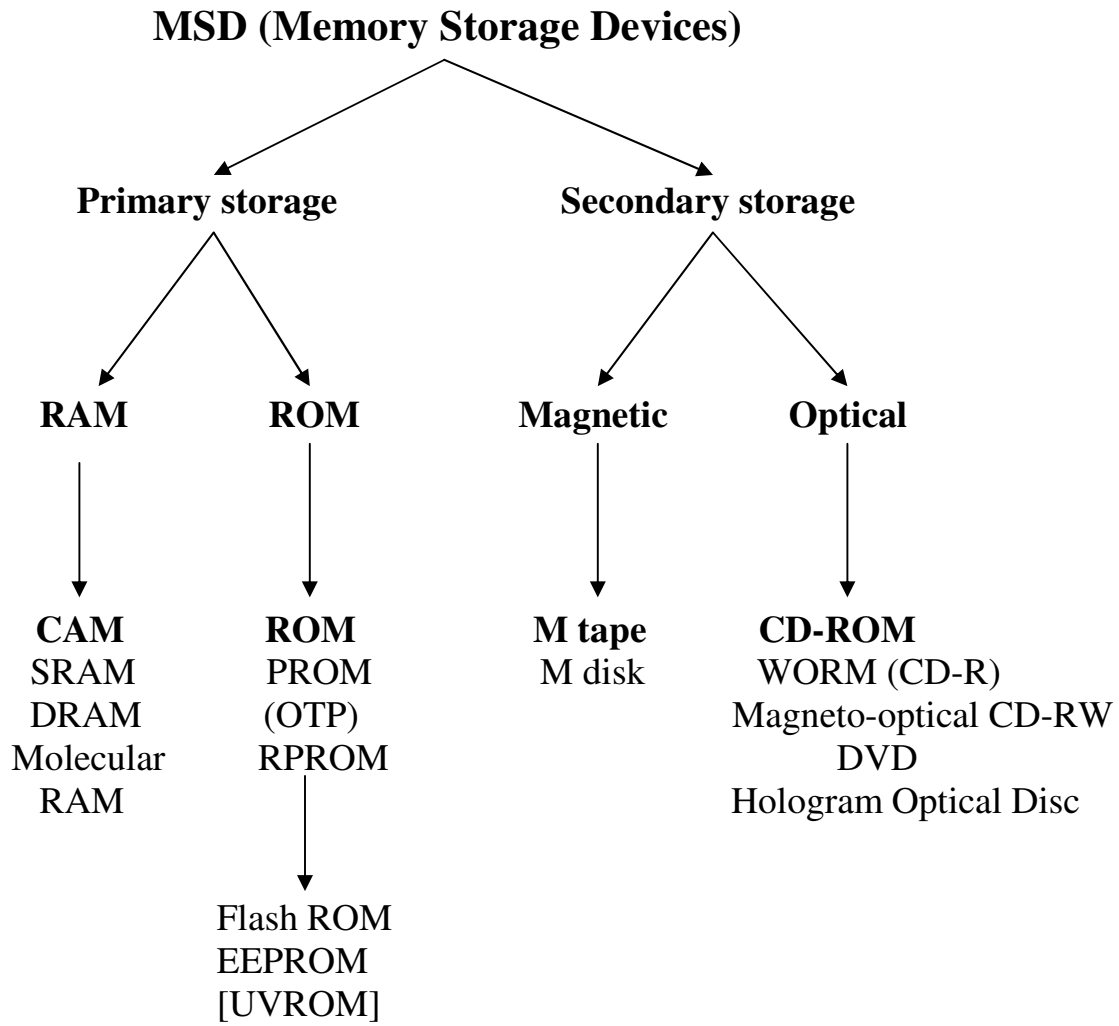 MSD (Memory Storage Devices)
Primary storage
Secondary storage
RAM
ROM
Magnetic
Optical
CAM
SRAM
DRAM
Molecular
RAM
ROM
PROM
(OTP)
RPROM
Flash ROM
EEPROM
[UVROM]
M tape
M disk
CD-ROM
WORM (CD-R)
Magneto-optical CD-RW
DVD
Hologram Optical Disc